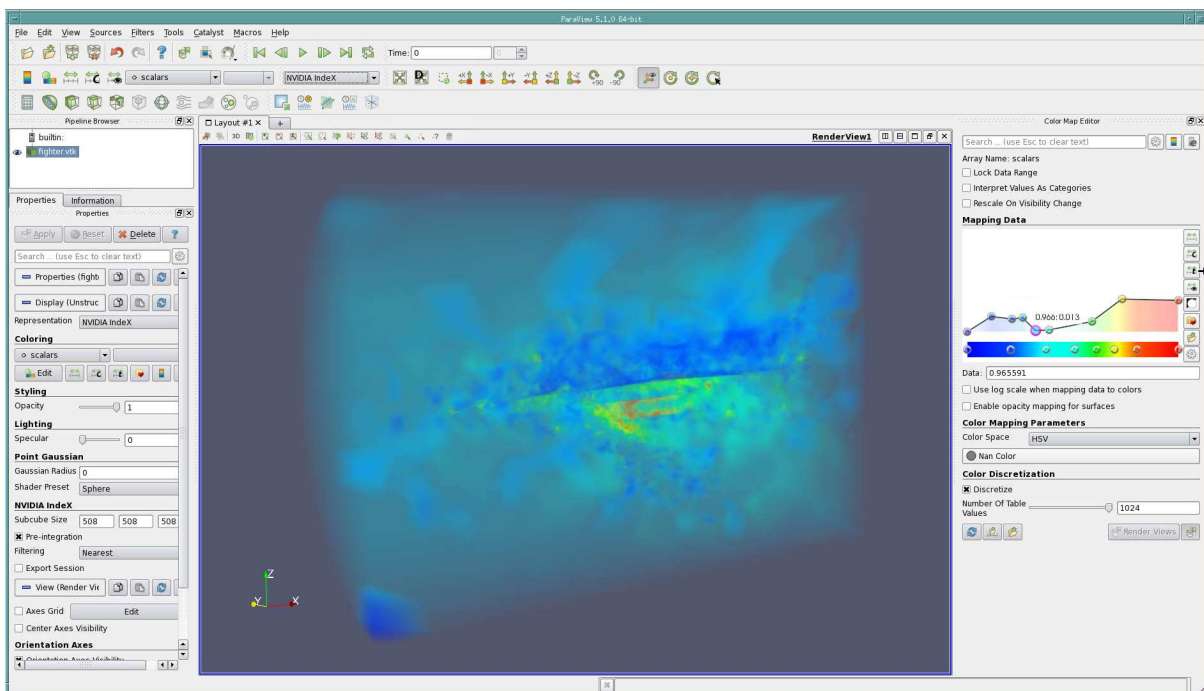 ParaView 5.1.0 64-bit
File Edit View Sources Filters Tools Catalyst Macros Help
Time: 0 0
scalars NVIDIA IndeX
Pipeline Browser
builtin:
fighter.vtk
Properties Information
Properties
Apply Reset Delete ?
Search ... (use Esc to clear text)
Properties (fight
Display (Unstruc
Representation NVIDIA IndeX
Coloring
scalars
Edit
Styling
Opacity 1
Lighting
Specular 0
Point Gaussian
Gaussian Radius 0
Shader Preset Sphere
NVIDIA IndeX
Subcube Size 508 508 508
Pre-integration
Filtering Nearest
Export Session
View (Render Vie
Axes Grid Edit
Center Axes Visibility
Orientation Axes
Orientation Axes Visibility
Layout #1 × +
3D RenderView1
Z
Y X
Color Map Editor
Search ... (use Esc to clear text)
Array Name: scalars
Lock Data Range
Interpret Values As Categories
Rescale On Visibility Change
Mapping Data
0.966: 0.013
Data: 0.965591
Use log scale when mapping data to colors
Enable opacity mapping for surfaces
Color Mapping Parameters
Color Space HSV
Nan Color
Color Discretization
Discretize
Number Of Table Values 1024
Render Views